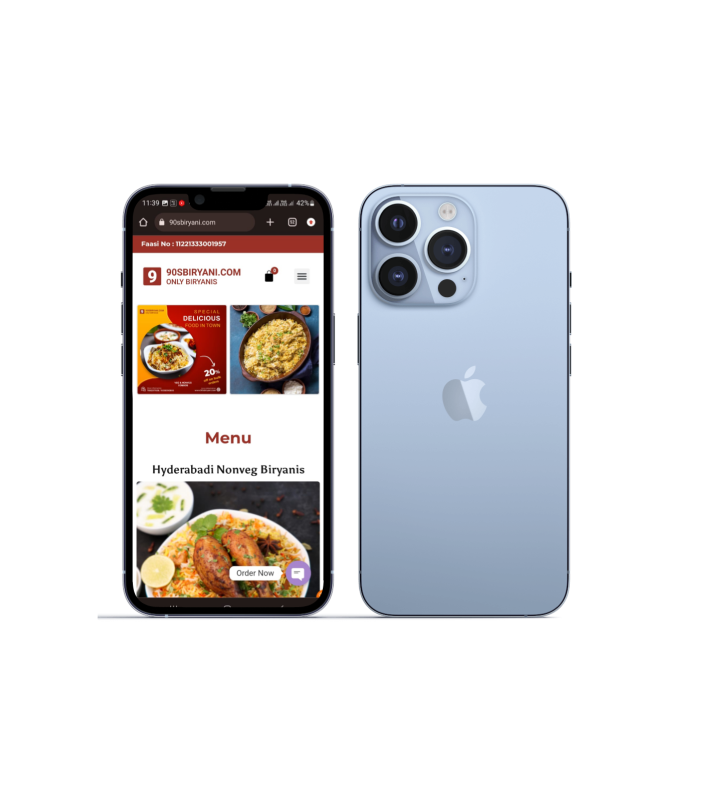 11:39
42%
90sbiryani.com
Faasi No : 11221333001957
9
90SBIRYANI.COM
ONLY BIRYANIS
0
SPECIAL
DELICIOUS
FOOD IN TOWN
20%
Menu
Hyderabadi Nonveg Biryanis
Order Now